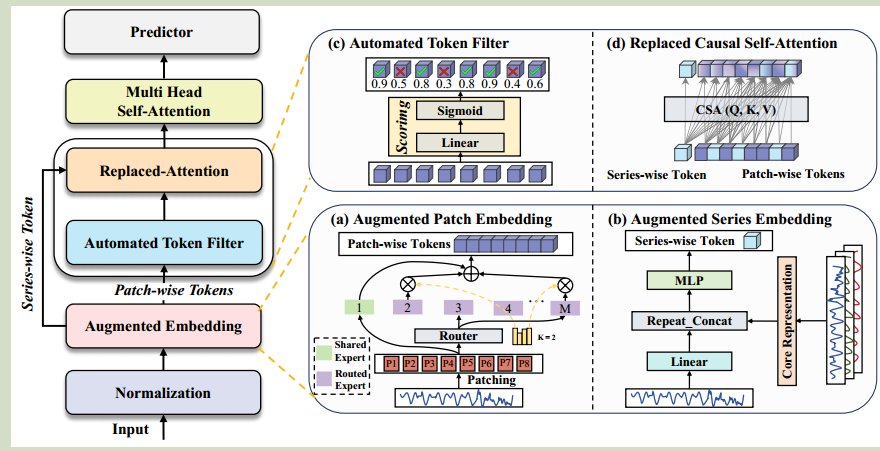 Predictor
Multi Head
Self-Attention
Replaced-Attention
Automated Token Filter
Series-wise Token
Patch-wise Tokens
Augmented Embedding
Normalization
Input
(c) Automated Token Filter
0.9 0.5 0.8 0.3 0.8 0.9 0.4 0.6
Scorimg
Sigmoid
Linear
(d) Replaced Causal Self-Attention
CSA (Q, K, V)
Series-wise Token
Patch-wise Tokens
(a) Augmented Patch Embedding
Patch-wise Tokens
1 2 3 4 ... M
Router
K=2
Shared
Expert
Routed
Expert
P1 P2 P3 P4 P5 P6 P7 P8
Patching
(b) Augmented Series Embedding
Series-wise Token
MLP
Repeat_Concat
Linear
Core Representation